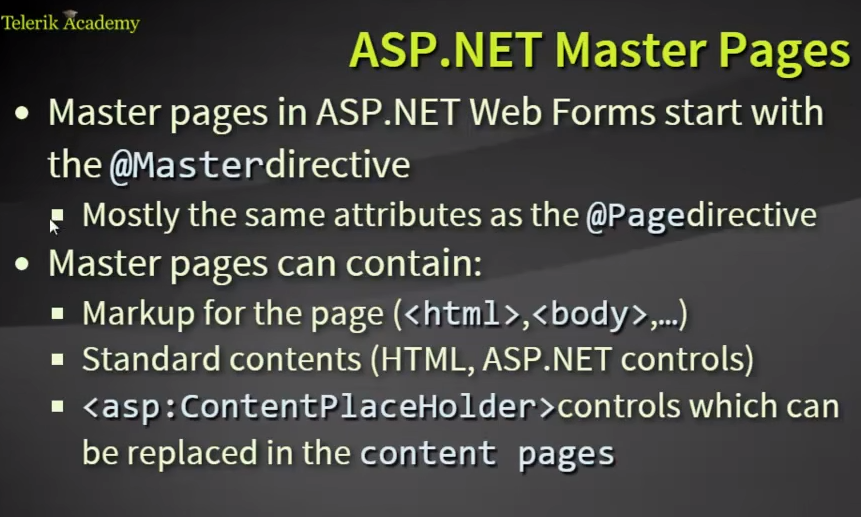 Telerik Academy
ASP.NET Master Pages
Master pages in ASP.NET Web Forms start with
the @Masterdirective
Mostly the same attributes as the @Pagedirective
Master pages can contain:
Markup for the page (<html>,<body>,…)
Standard contents (HTML, ASP.NET controls)
<asp:ContentPlaceHolder>controls which can
be replaced in the content pages